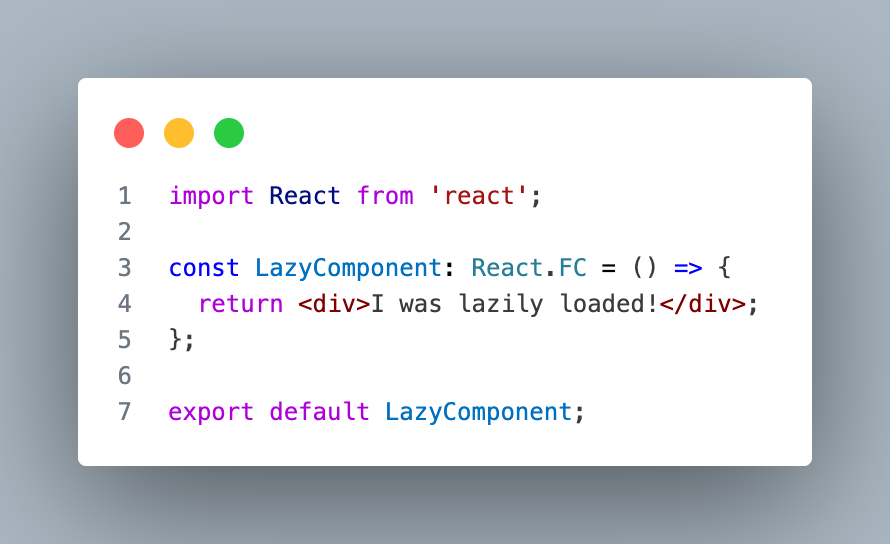 1 import React from 'react';
2
3 const LazyComponent: React.FC = () => {
4   return <div>I was lazily loaded!</div>;
5 };
6
7 export default LazyComponent;